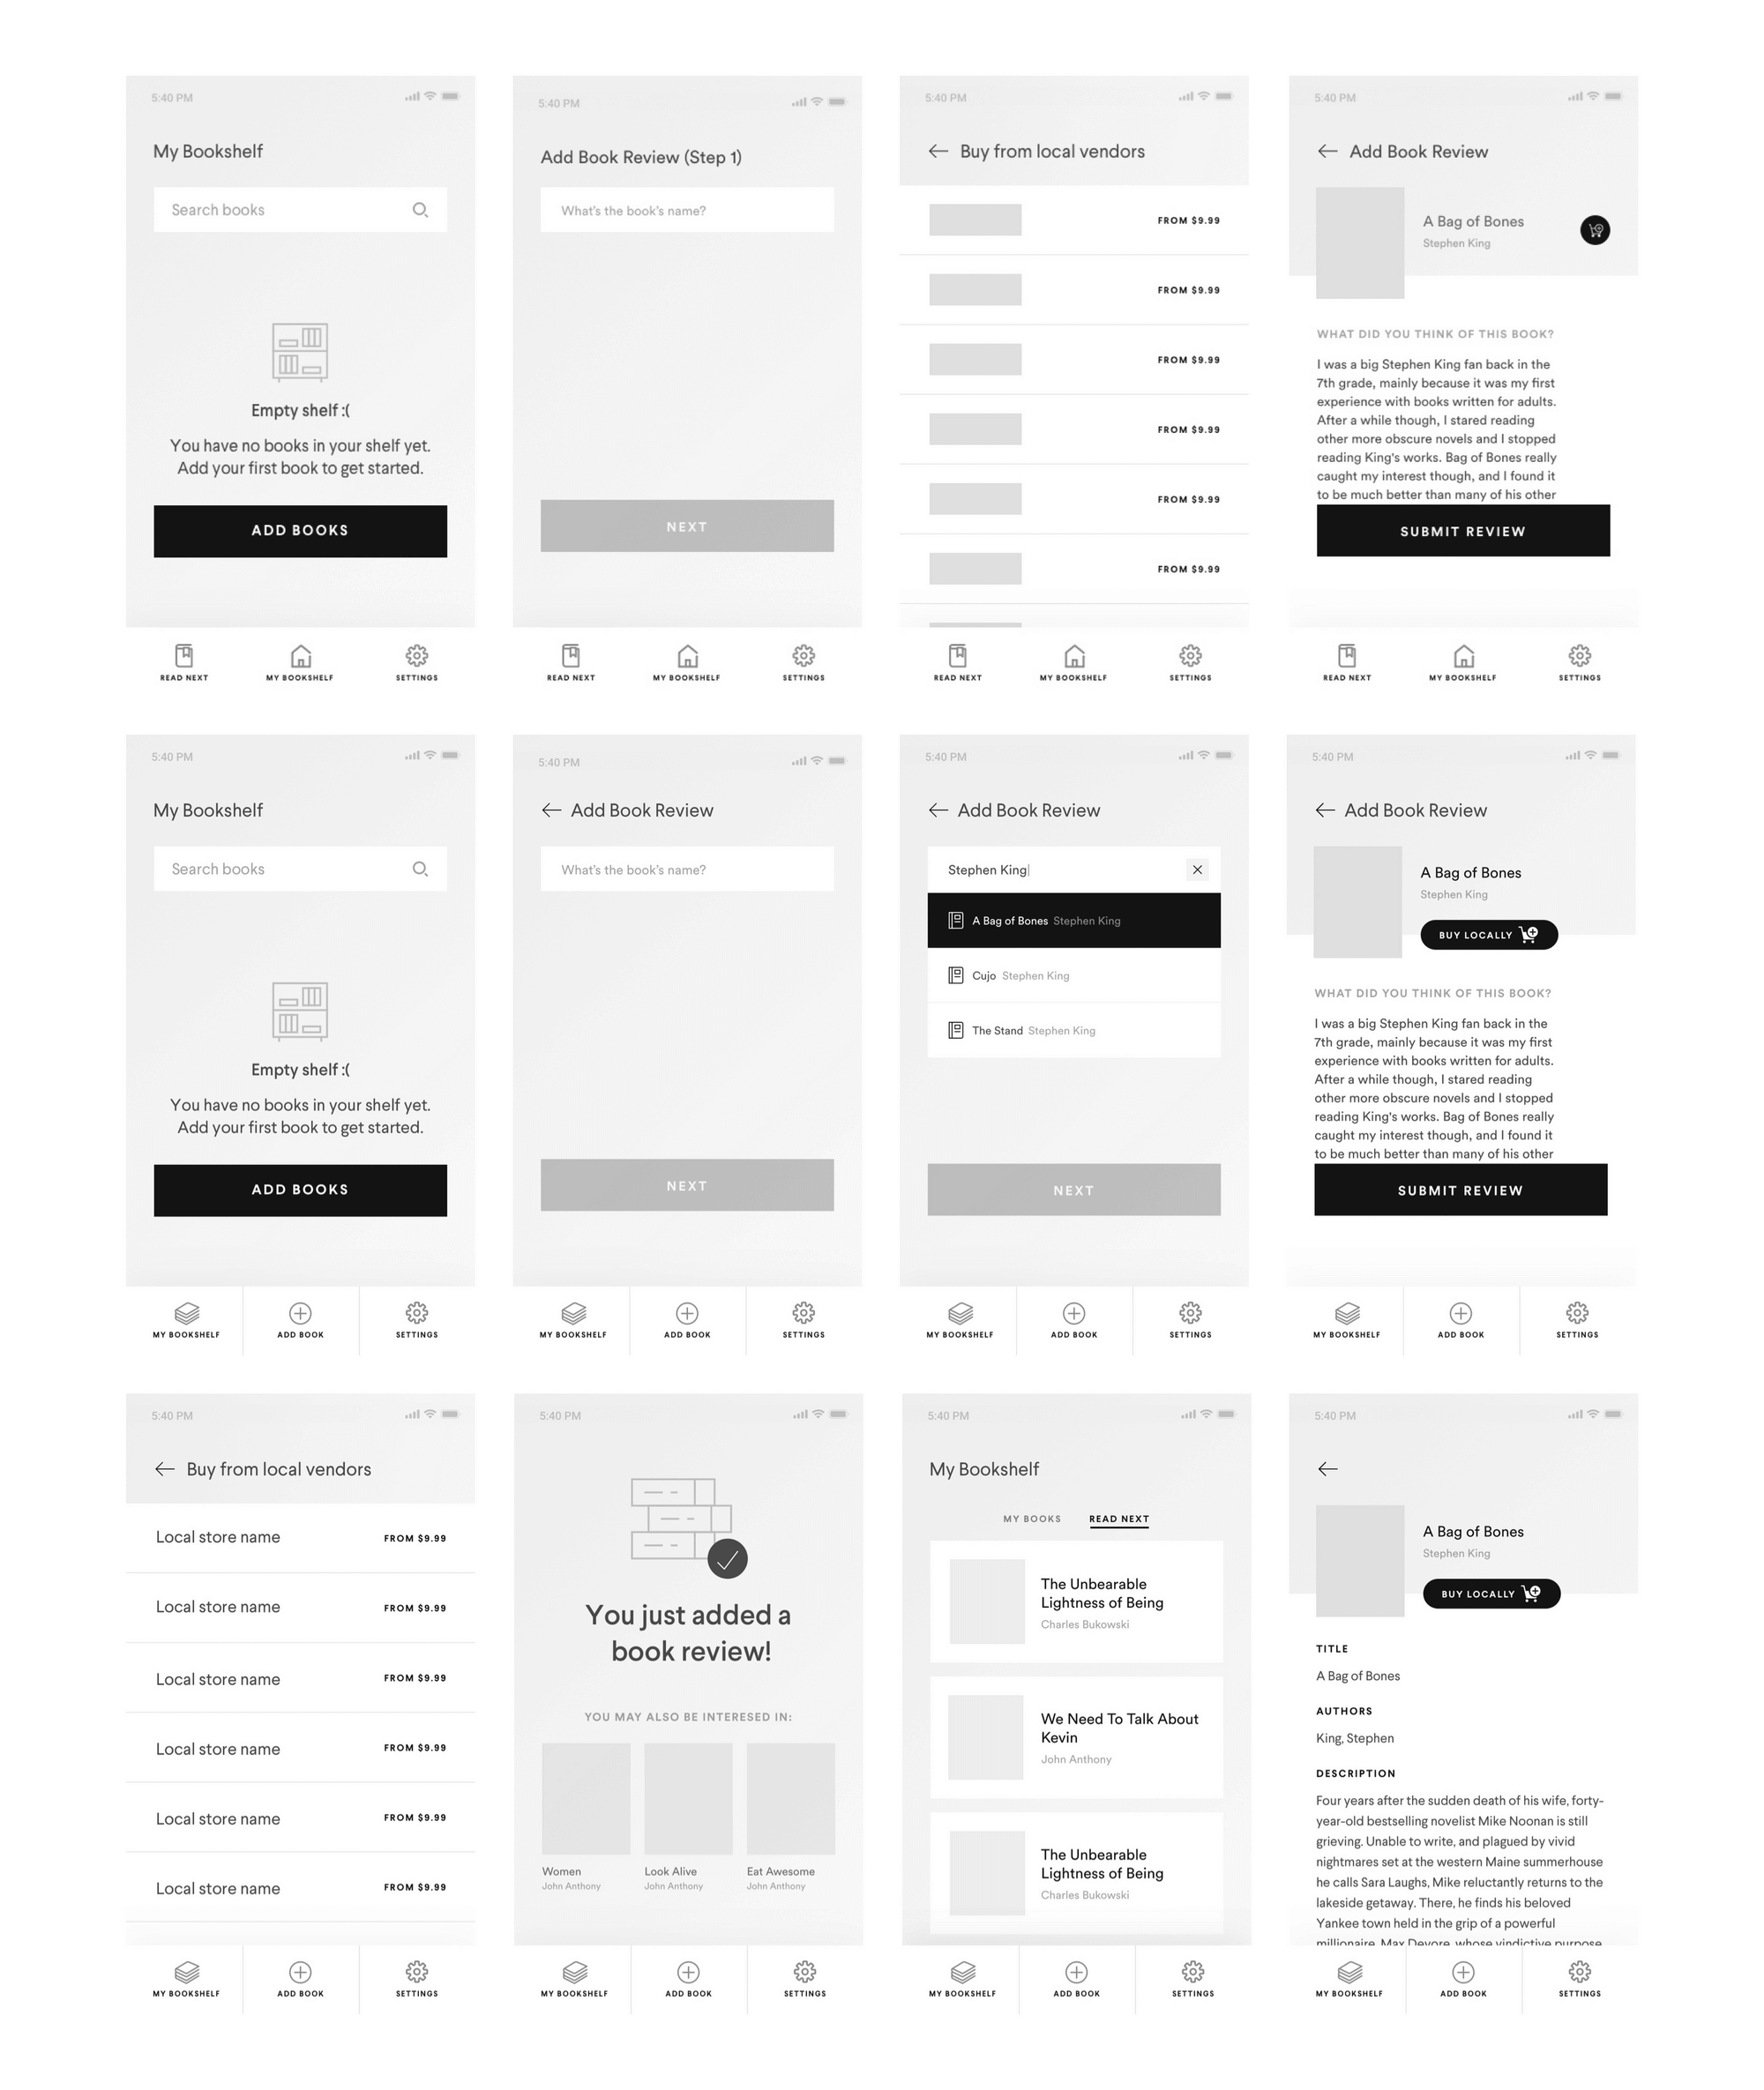 5:40 PM
My Bookshelf
Search books
Empty shelf :(
You have no books in your shelf yet.
Add your first book to get started.
ADD BOOKS
READ NEXT
MY BOOKSHELF
SETTINGS
5:40 PM
Add Book Review (Step 1)
What's the book's name?
NEXT
READ NEXT
MY BOOKSHELF
SETTINGS
5:40 PM
Buy from local vendors
FROM $9.99
FROM $9.99
FROM $9.99
FROM $9.99
FROM $9.99
FROM $9.99
READ NEXT
MY BOOKSHELF
SETTINGS
5:40 PM
Add Book Review
A Bag of Bones
Stephen King
WHAT DID YOU THINK OF THIS BOOK?
I was a big Stephen King fan back in the
7th grade, mainly because it was my first
experience with books written for adults.
After a while though, I stared reading
other more obscure novels and I stopped
reading King's works. Bag of Bones really
caught my interest though, and I found it
to be much better than many of his other
SUBMIT REVIEW
READ NEXT
MY BOOKSHELF
SETTINGS
5:40 PM
My Bookshelf
Search books
Empty shelf :(
You have no books in your shelf yet.
Add your first book to get started.
ADD BOOKS
MY BOOKSHELF
ADD BOOK
SETTINGS
5:40 PM
Add Book Review
What's the book's name?
NEXT
MY BOOKSHELF
ADD BOOK
SETTINGS
5:40 PM
Add Book Review
Stephen King
A Bag of Bones Stephen King
Cujo Stephen King
The Stand Stephen King
NEXT
MY BOOKSHELF
ADD BOOK
SETTINGS
5:40 PM
Add Book Review
A Bag of Bones
Stephen King
BUY LOCALLY
WHAT DID YOU THINK OF THIS BOOK?
I was a big Stephen King fan back in the
7th grade, mainly because it was my first
experience with books written for adults.
After a while though, I stared reading
other more obscure novels and I stopped
reading King's works. Bag of Bones really
caught my interest though, and I found it
to be much better than many of his other
SUBMIT REVIEW
MY BOOKSHELF
ADD BOOK
SETTINGS
5:40 PM
Buy from local vendors
Local store name FROM $9.99
Local store name FROM $9.99
Local store name FROM $9.99
Local store name FROM $9.99
Local store name FROM $9.99
Local store name FROM $9.99
MY BOOKSHELF
ADD BOOK
SETTINGS
5:40 PM
You just added a
book review!
YOU MAY ALSO BE INTERESED IN:
Women
John Anthony
Look Alive
John Anthony
Eat Awesome
John Anthony
MY BOOKSHELF
ADD BOOK
SETTINGS
5:40 PM
My Bookshelf
MY BOOKS
READ NEXT
The Unbearable
Lightness of Being
Charles Bukowski
We Need To Talk About
Kevin
John Anthony
The Unbearable
Lightness of Being
Charles Bukowski
MY BOOKSHELF
ADD BOOK
SETTINGS
5:40 PM
A Bag of Bones
Stephen King
BUY LOCALLY
TITLE
A Bag of Bones
AUTHORS
King, Stephen
DESCRIPTION
Four years after the sudden death of his wife, forty-
year-old bestselling novelist Mike Noonan is still
grieving. Unable to write, and plagued by vivid
nightmares set at the western Maine summerhouse
he calls Sara Laughs, Mike reluctantly returns to the
lakeside getaway. There, he finds his beloved
Yankee town held in the grip of a powerful
millionaire, Max Devore, whose vindictive purpose
MY BOOKSHELF
ADD BOOK
SETTINGS